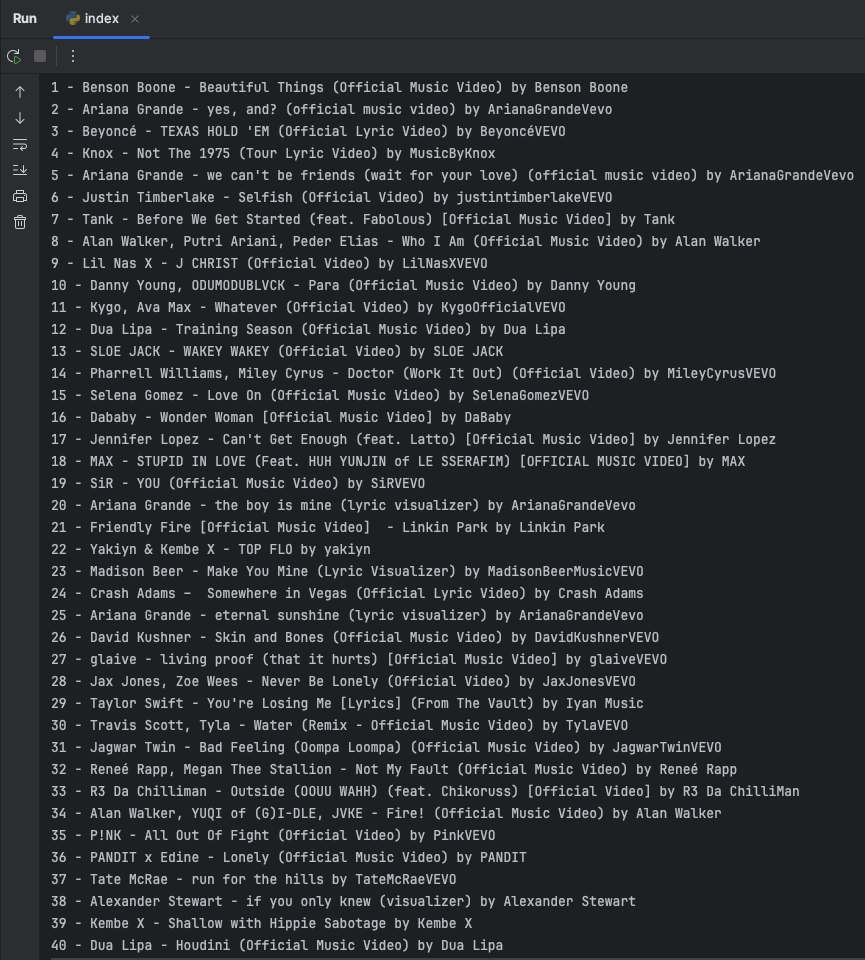 Run
index
1 - Benson Boone - Beautiful Things (Official Music Video) by Benson Boone
2 - Ariana Grande - yes, and? (official music video) by ArianaGrandeVevo
3 - Beyoncé - TEXAS HOLD 'EM (Official Lyric Video) by BeyoncéVEVO
4 - Knox - Not The 1975 (Tour Lyric Video) by MusicByKnox
5 - Ariana Grande - we can't be friends (wait for your love) (official music video) by ArianaGrandeVevo
6 - Justin Timberlake - Selfish (Official Video) by justintimberlakeVEVO
7 - Tank - Before We Get Started (feat. Fabolous) [Official Music Video] by Tank
8 - Alan Walker, Putri Ariani, Peder Elias - Who I Am (Official Music Video) by Alan Walker
9 - Lil Nas X - J CHRIST (Official Video) by LilNasXVEVO
10 - Danny Young, ODUMODUBLVCK - Para (Official Music Video) by Danny Young
11 - Kygo, Ava Max - Whatever (Official Video) by KygoOfficialVEVO
12 - Dua Lipa - Training Season (Official Music Video) by Dua Lipa
13 - SLOE JACK - WAKEY WAKEY (Official Video) by SLOE JACK
14 - Pharrell Williams, Miley Cyrus - Doctor (Work It Out) (Official Video) by MileyCyrusVEVO
15 - Selena Gomez - Love On (Official Music Video) by SelenaGomezVEVO
16 - Dababy - Wonder Woman [Official Music Video] by DaBaby
17 - Jennifer Lopez - Can't Get Enough (feat. Latto) [Official Music Video] by Jennifer Lopez
18 - MAX - STUPID IN LOVE (Feat. HUH YUNJIN of LE SSERAFIM) [OFFICIAL MUSIC VIDEO] by MAX
19 - SiR - YOU (Official Music Video) by SiRVEVO
20 - Ariana Grande - the boy is mine (lyric visualizer) by ArianaGrandeVevo
21 - Friendly Fire [Official Music Video]  - Linkin Park by Linkin Park
22 - Yakiyn & Kembe X - TOP FLO by yakiyn
23 - Madison Beer - Make You Mine (Lyric Visualizer) by MadisonBeerMusicVEVO
24 - Crash Adams –  Somewhere in Vegas (Official Lyric Video) by Crash Adams
25 - Ariana Grande - eternal sunshine (lyric visualizer) by ArianaGrandeVevo
26 - David Kushner - Skin and Bones (Official Music Video) by DavidKushnerVEVO
27 - glaive - living proof (that it hurts) [Official Music Video] by glaiveVEVO
28 - Jax Jones, Zoe Wees - Never Be Lonely (Official Video) by JaxJonesVEVO
29 - Taylor Swift - You're Losing Me [Lyrics] (From The Vault) by Iyan Music
30 - Travis Scott, Tyla - Water (Remix - Official Music Video) by TylaVEVO
31 - Jagwar Twin - Bad Feeling (Oompa Loompa) (Official Music Video) by JagwarTwinVEVO
32 - Reneé Rapp, Megan Thee Stallion - Not My Fault (Official Music Video) by Reneé Rapp
33 - R3 Da Chilliman - Outside (OOUU WAHH) (feat. Chikoruss) [Official Video] by R3 Da ChilliMan
34 - Alan Walker, YUQI of (G)I-DLE, JVKE - Fire! (Official Music Video) by Alan Walker
35 - P!NK - All Out Of Fight (Official Video) by PinkVEVO
36 - PANDIT x Edine - Lonely (Official Music Video) by PANDIT
37 - Tate McRae - run for the hills by TateMcRaeVEVO
38 - Alexander Stewart - if you only knew (visualizer) by Alexander Stewart
39 - Kembe X - Shallow with Hippie Sabotage by Kembe X
40 - Dua Lipa - Houdini (Official Music Video) by Dua Lipa